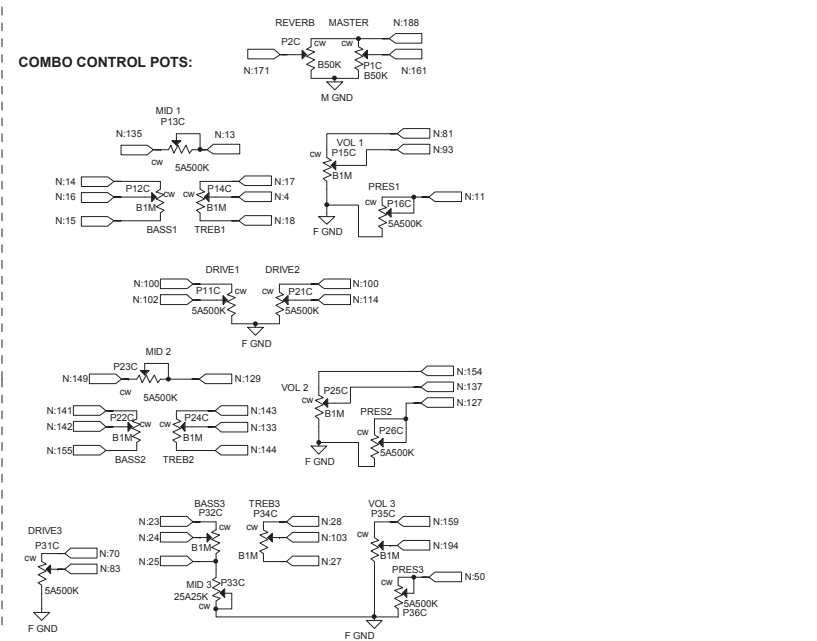 REVERB MASTER N:188
COMBO CONTROL POTS:
P2C cw cw
N:171 B50K P1C N:161
B50K
M GND
MID 1
P13C
N:135 N:13
cw
5A500K
N:81
VOL 1
cw P15C N:93
B1M
N:14 N:17
N:16 P12C cw cw P14C N:4
B1M B1M
N:15 N:18
BASS1 TREB1
PRES1
cw P16C N:11
5A500K
F GND
DRIVE1 DRIVE2
N:100 P11C cw cw P21C N:100
N:102 N:114
5A500K 5A500K
F GND
MID 2
P23C
N:149 N:129
cw
5A500K
N:154
VOL 2 P25C N:137
cw B1M
PRES2 N:127
cw P26C
5A500K
F GND
N:141 N:143
N:142 P22C cw cw P24C N:133
B1M B1M
N:155 N:144
BASS2 TREB2
BASS3 TREB3 VOL 3
P32C P34C P35C
N:23 N:28 N:159
cw cw cw
N:24 N:103 N:194
B1M B1M B1M
N:25 N:27
DRIVE3
P31C
cw N:70
N:83
5A500K
F GND
MID 3 P33C
25A25K
cw
PRES3
cw N:50
5A500K
P36C
F GND